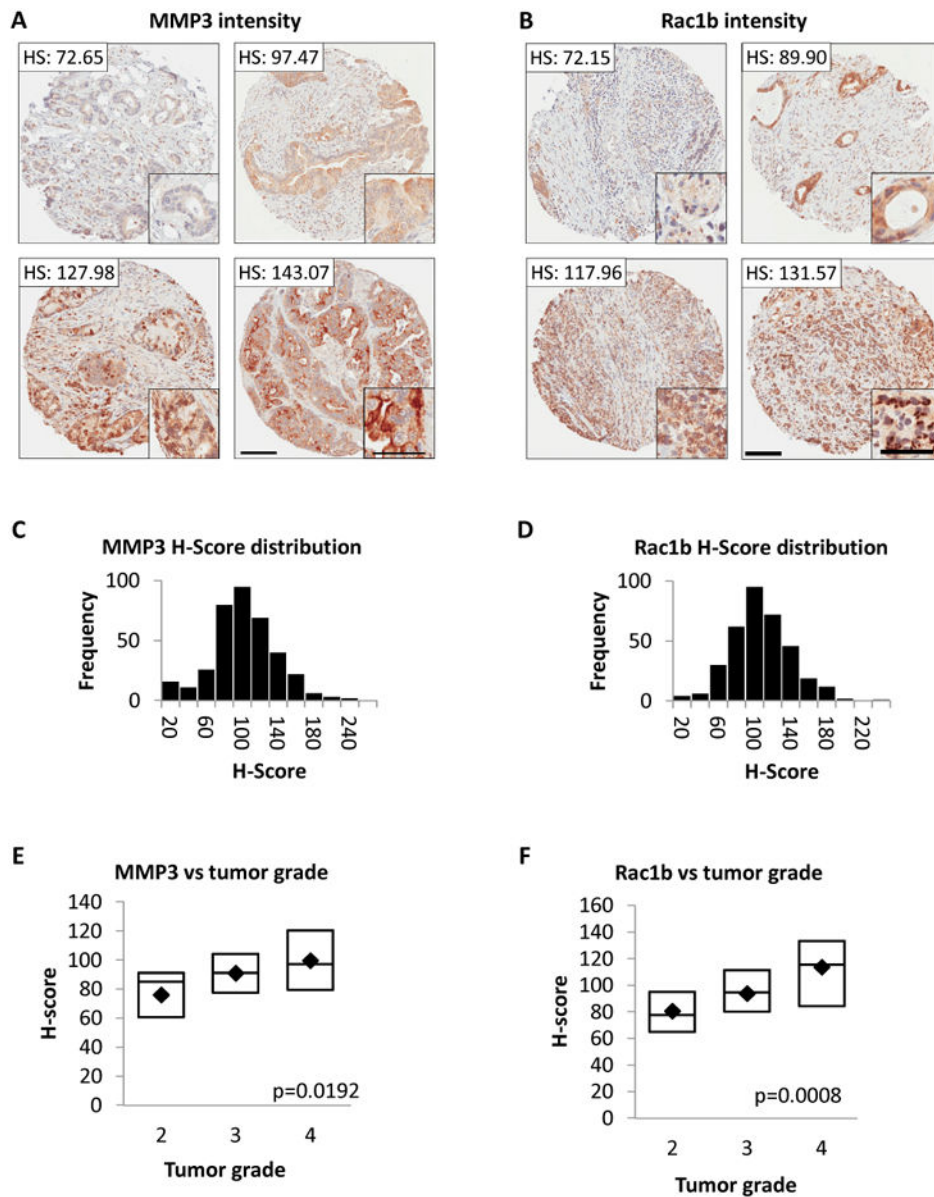 A
MMP3 intensity
HS: 72.65
HS: 97.47
HS: 127.98
HS: 143.07
B
Rac1b intensity
HS: 72.15
HS: 89.90
HS: 117.96
HS: 131.57
C
MMP3 H-Score distribution
Frequency
100
50
0
20
60
100
140
180
240
H-Score
D
Rac1b H-Score distribution
Frequency
100
50
0
20
60
100
140
180
220
H-Score
E
MMP3 vs tumor grade
H-score
140
120
100
80
60
40
20
0
p=0.0192
2 3 4
Tumor grade
F
Rac1b vs tumor grade
H-score
160
140
120
100
80
60
40
20
0
p=0.0008
2 3 4
Tumor grade